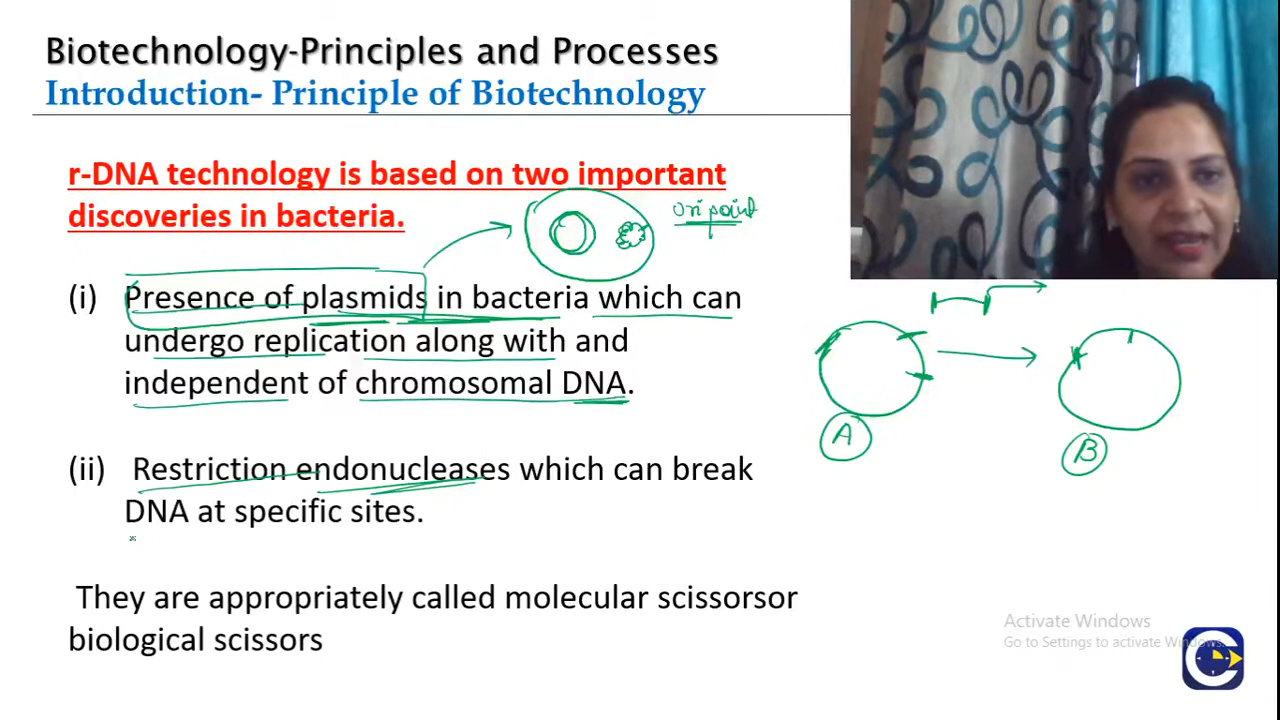 Biotechnology-Principles and Processes
Introduction- Principle of Biotechnology
r-DNA technology is based on two important
discoveries in bacteria.
ori point
(i) Presence of plasmids in bacteria which can
undergo replication along with and
independent of chromosomal DNA.
A
B
(ii) Restriction endonucleases which can break
DNA at specific sites.
They are appropriately called molecular scissorsor
biological scissors
Activate Windows
Go to Settings to activate Windows.